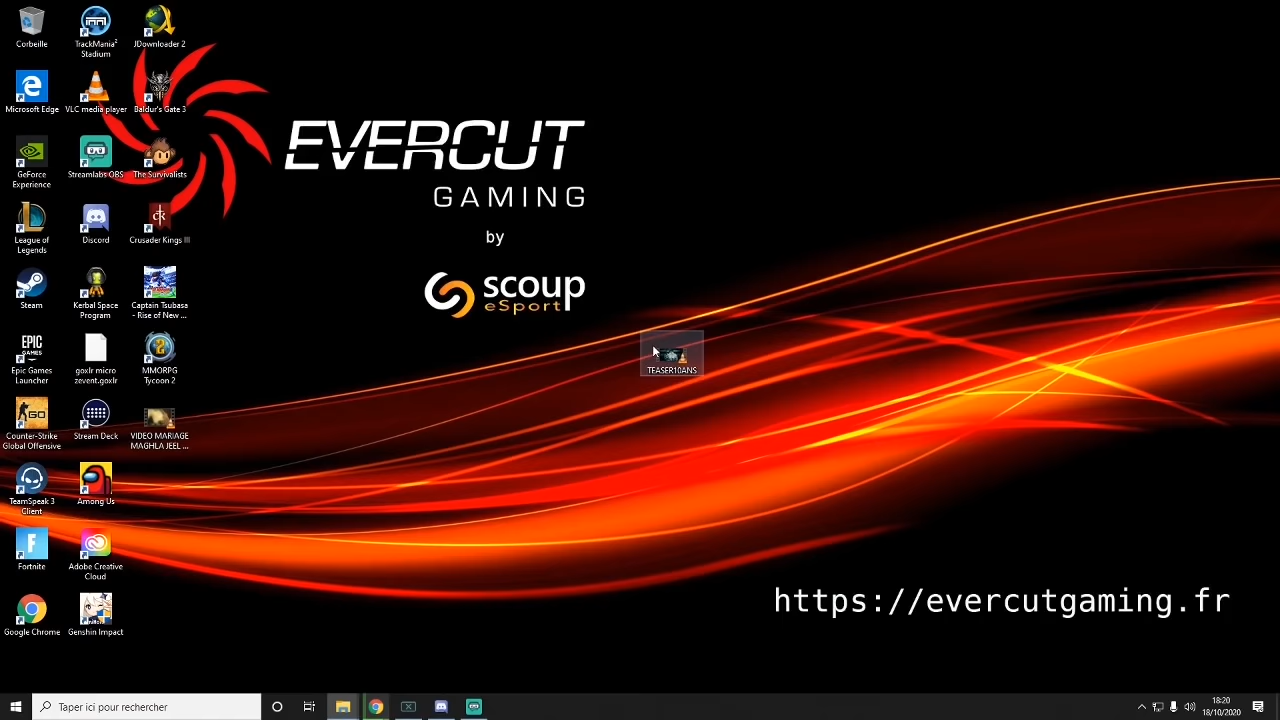 Corbeille
TrackMania²
Stadium
JDownloader 2
Microsoft Edge
VLC media player
Baldur's Gate 3
GeForce
Experience
Streamlabs OBS
The Survivalists
League of
Legends
Discord
Crusader Kings III
Steam
Kerbal Space
Program
Captain Tsubasa
- Rise of New ...
EPIC
GAMES
Epic Games
Launcher
goxlr micro
zevent.goxlr
MMORPG
Tycoon 2
GO
Counter-Strike
Global Offensive
Stream Deck
VIDEO MARIAGE
MAGHLA JEEL ...
TeamSpeak 3
Client
Among Us
F
Fortnite
Adobe Creative
Cloud
Google Chrome
Genshin Impact
EVERCUT
GAMING
by
scoup
eSport
TEASER10ANS
https://evercutgaming.fr
Taper ici pour rechercher
18:20
18/10/2020